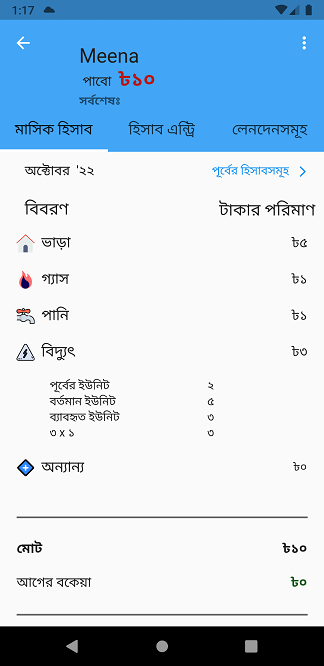 1:17
Meena
পাবো ৳১০
সর্বশেষঃ
মাসিক হিসাব হিসাব এন্ট্রি লেনদেনসমূহ
অক্টোবর '২২ পূর্বের হিসাবসমূহ
বিবরণ টাকার পরিমাণ
ভাড়া ৳৫
গ্যাস ৳১
পানি ৳১
বিদ্যুৎ ৳৩
পূর্বের ইউনিট ২
বর্তমান ইউনিট ৫
ব্যাবহৃত ইউনিট ৩
৩ x ১ ৩
অন্যান্য ৳০
মোট ৳১০
আগের বকেয়া ৳০